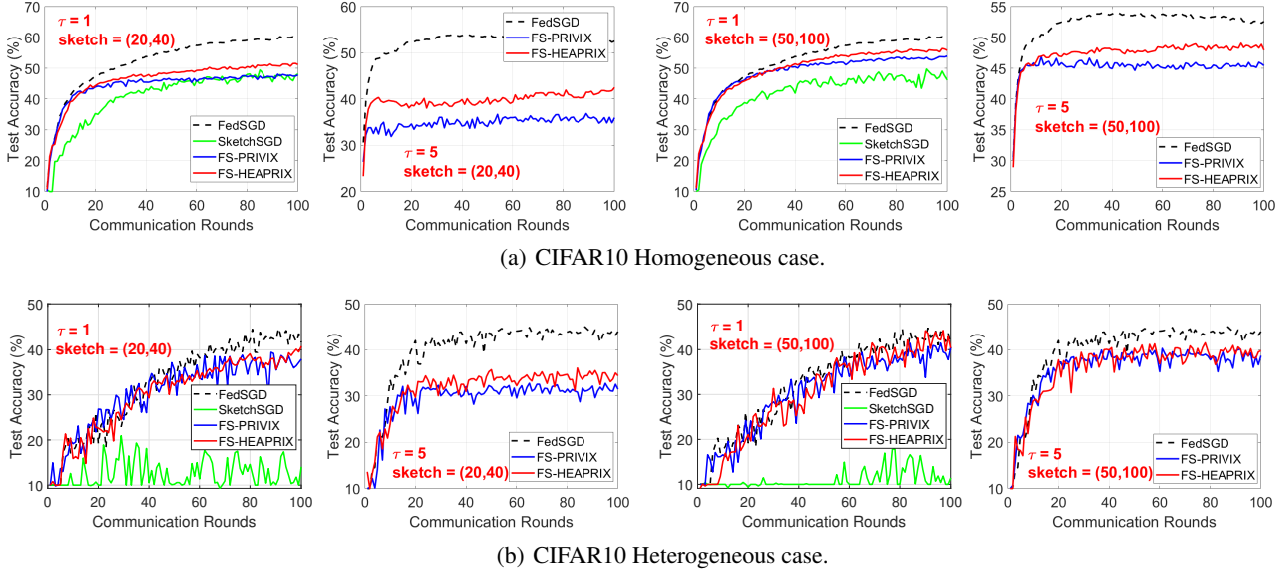 τ = 1
sketch = (20,40)
FedSGD
SketchSGD
FS-PRIVIX
FS-HEAPRIX
Test Accuracy (%)
70
60
50
40
30
20
10
0 20 40 60 80 100
Communication Rounds
FedSGD
FS-PRIVIX
FS-HEAPRIX
τ = 5
sketch = (20,40)
Test Accuracy (%)
60
50
40
30
20
0 20 40 60 80 100
Communication Rounds
τ = 1
sketch = (50,100)
FedSGD
SketchSGD
FS-PRIVIX
FS-HEAPRIX
Test Accuracy (%)
70
60
50
40
30
20
10
0 20 40 60 80 100
Communication Rounds
τ = 5
sketch = (50,100)
FedSGD
FS-PRIVIX
FS-HEAPRIX
Test Accuracy (%)
55
50
45
40
35
30
25
0 20 40 60 80 100
Communication Rounds
(a) CIFAR10 Homogeneous case.
τ = 1
sketch = (20,40)
FedSGD
SketchSGD
FS-PRIVIX
FS-HEAPRIX
Test Accuracy (%)
50
40
30
20
10
0 20 40 60 80 100
Communication Rounds
τ = 5
sketch = (20,40)
FedSGD
FS-PRIVIX
FS-HEAPRIX
Test Accuracy (%)
50
40
30
20
10
0 20 40 60 80 100
Communication Rounds
τ = 1
sketch = (50,100)
FedSGD
SketchSGD
FS-PRIVIX
FS-HEAPRIX
Test Accuracy (%)
50
40
30
20
10
0 20 40 60 80 100
Communication Rounds
τ = 5
sketch = (50,100)
FedSGD
FS-PRIVIX
FS-HEAPRIX
Test Accuracy (%)
50
40
30
20
10
0 20 40 60 80 100
Communication Rounds
(b) CIFAR10 Heterogeneous case.